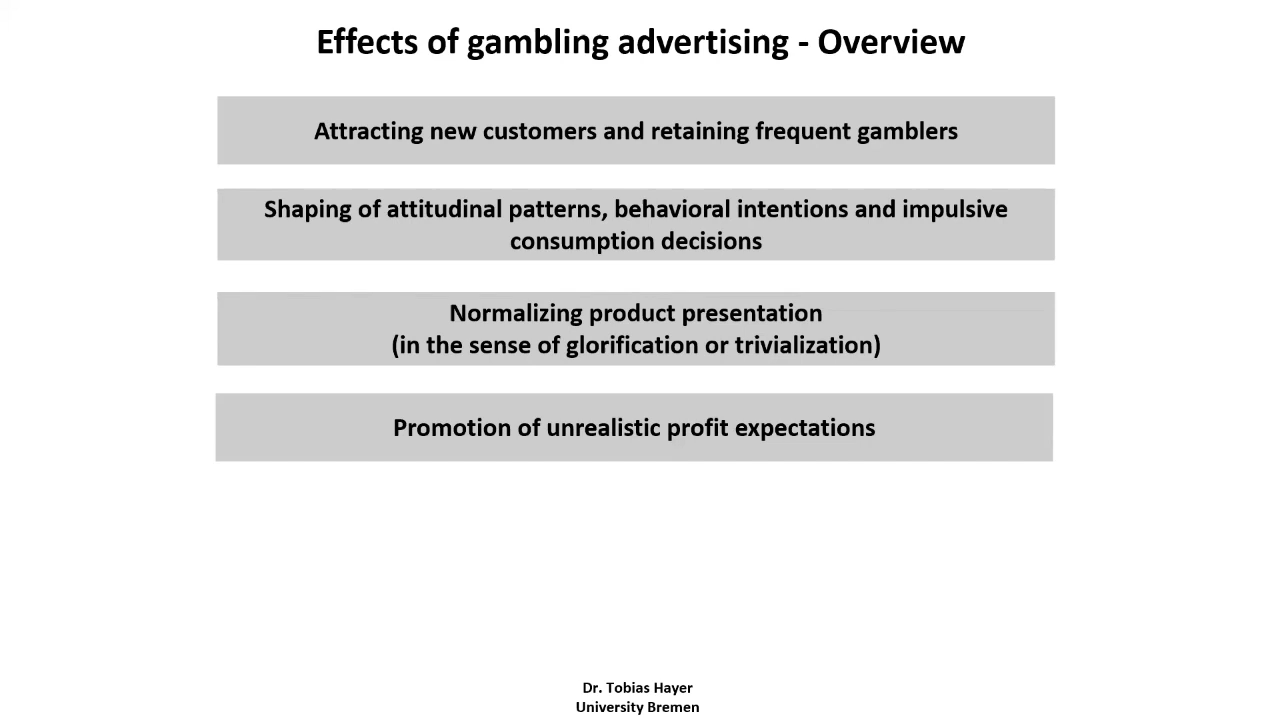 Effects of gambling advertising - Overview
Attracting new customers and retaining frequent gamblers
Shaping of attitudinal patterns, behavioral intentions and impulsive
consumption decisions
Normalizing product presentation
(in the sense of glorification or trivialization)
Promotion of unrealistic profit expectations
Dr. Tobias Hayer
University Bremen